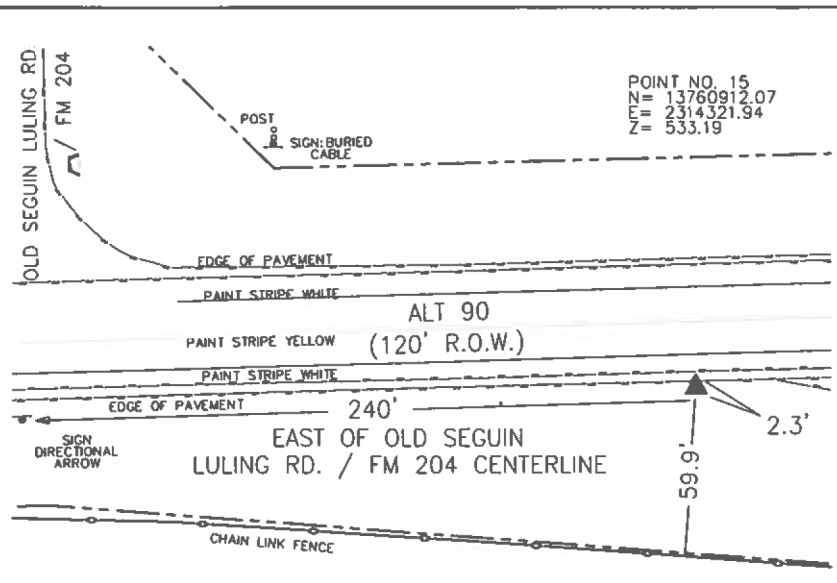 OLD SEGUIN LULING RD.
/ FM 204
POINT NO. 15
N= 13760912.07
E= 2314321.94
Z= 533.19
POST
SIGN: BURIED
CABLE
EDGE OF PAVEMENT
PAINT STRIPE WHITE
ALT 90
PAINT STRIPE YELLOW
(120' R.O.W.)
PAINT STRIPE WHITE
EDGE OF PAVEMENT
240'
2.3'
SIGN
DIRECTIONAL
ARROW
EAST OF OLD SEGUIN
LULING RD. / FM 204 CENTERLINE
59.9'
CHAIN LINK FENCE